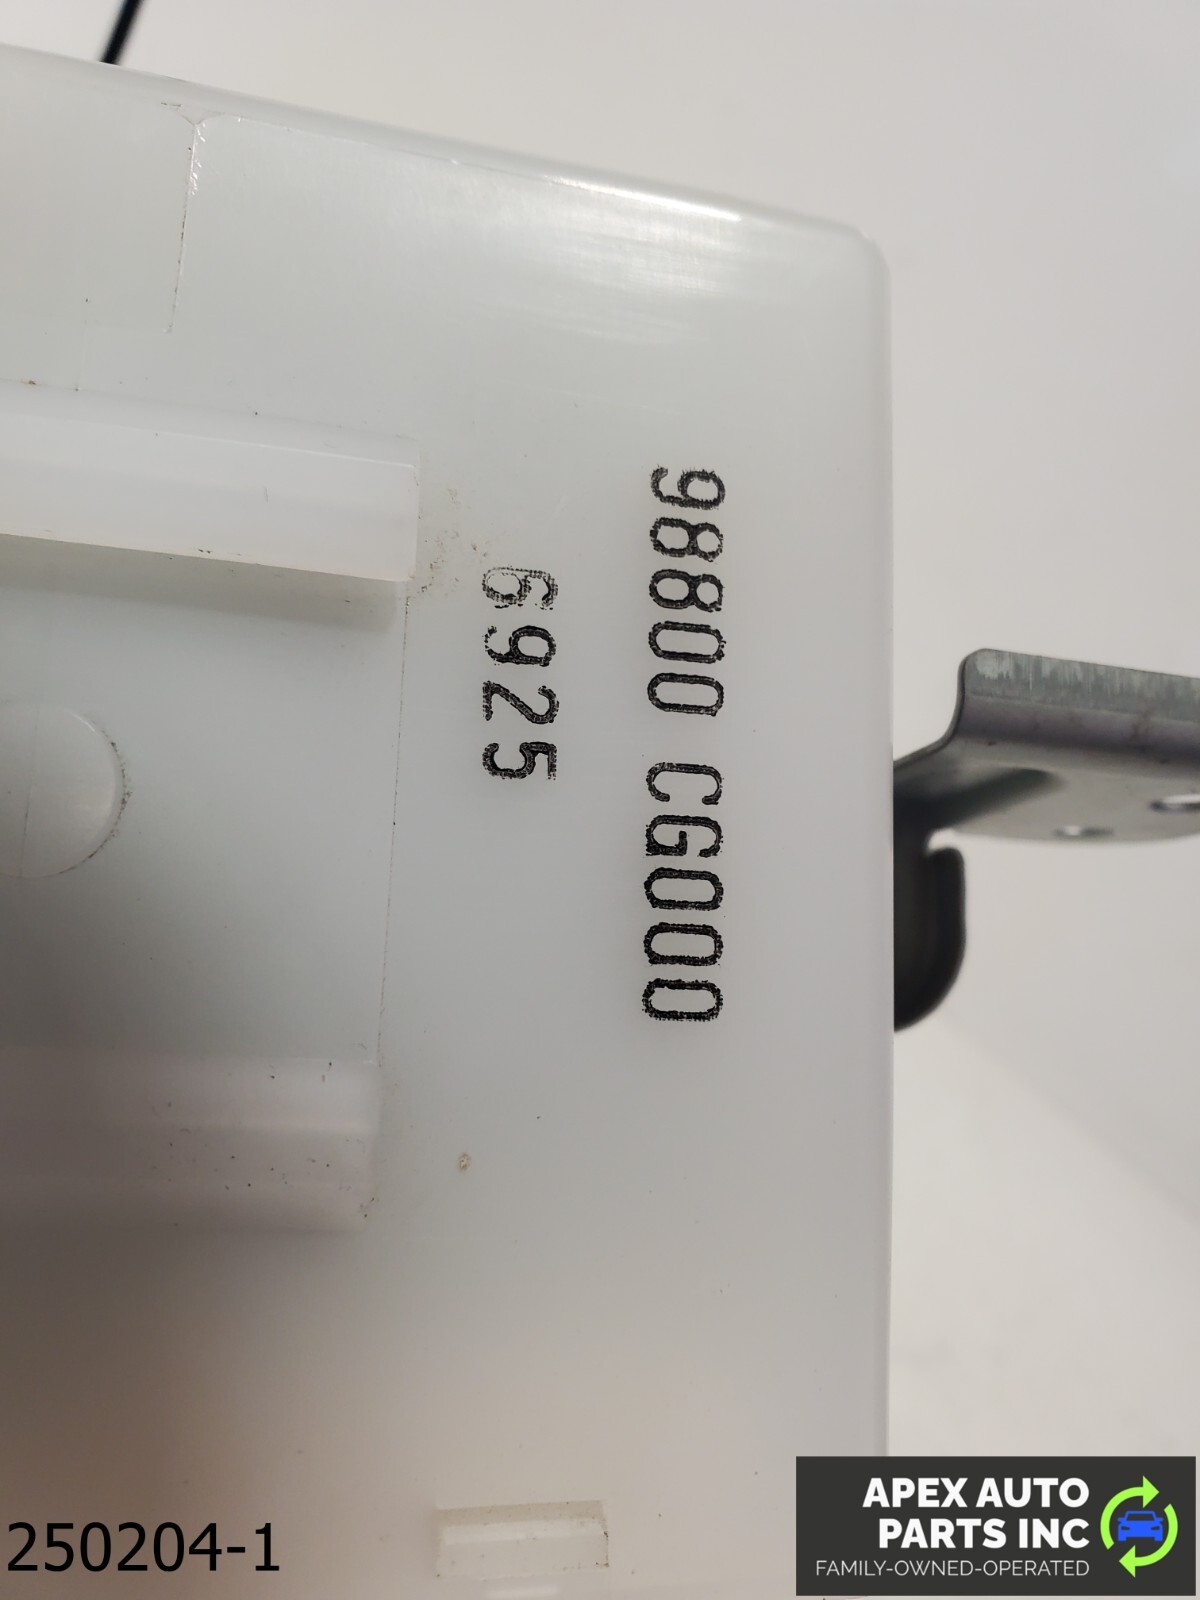 98800 CG000
6925
250204-1
APEX AUTO
PARTS INC
FAMILY-OWNED-OPERATED